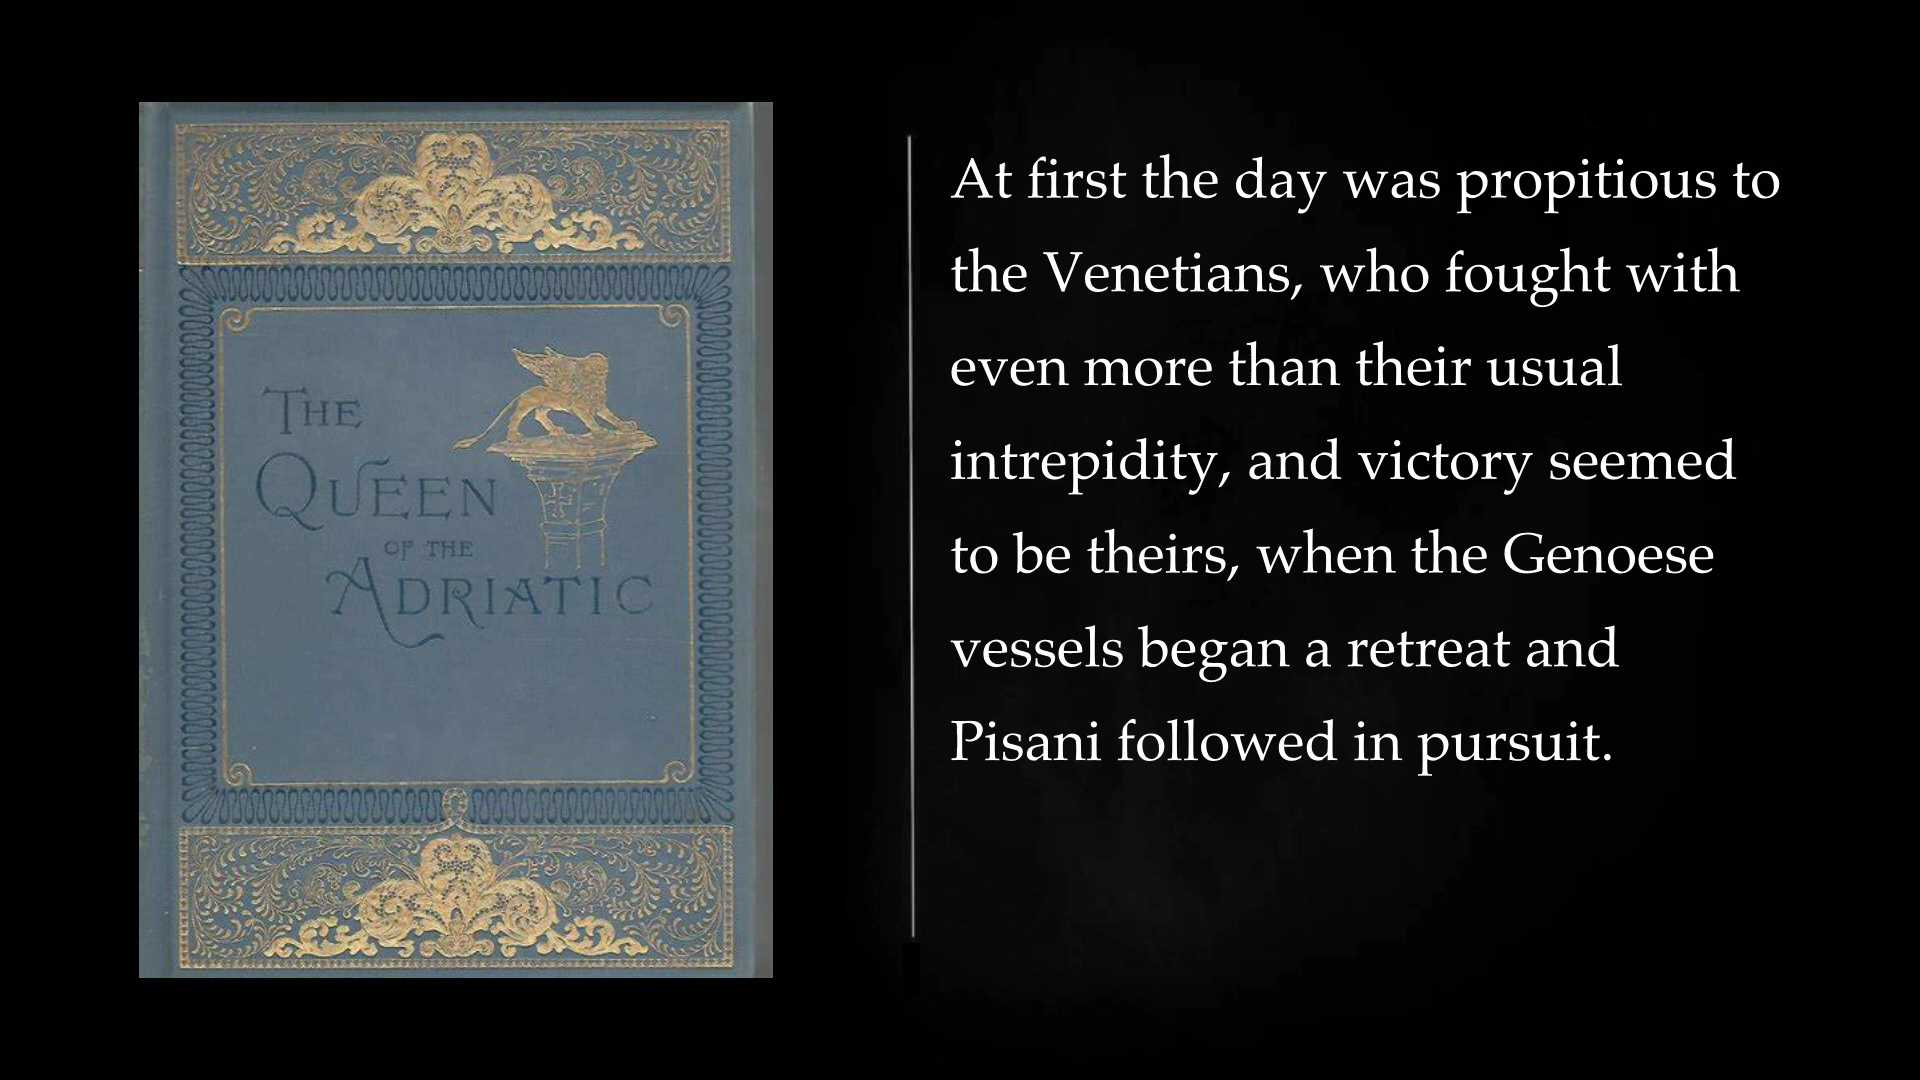 THE
QUEEN
OF THE
ADRIATIC
At first the day was propitious to
the Venetians, who fought with
even more than their usual
intrepidity, and victory seemed
to be theirs, when the Genoese
vessels began a retreat and
Pisani followed in pursuit.